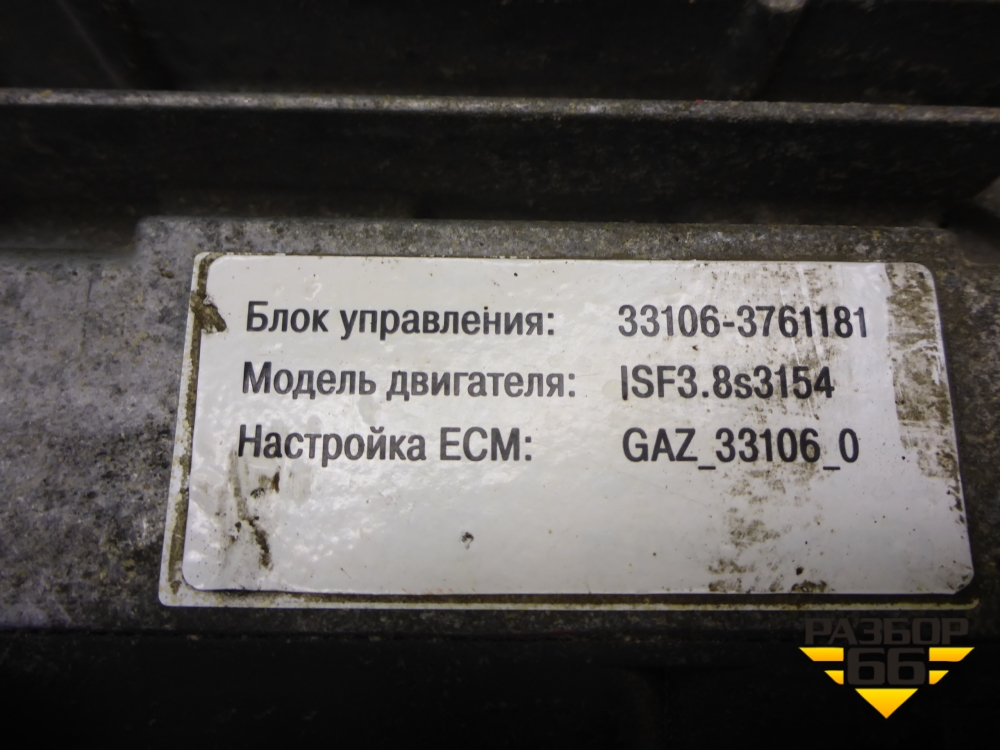 Блок управления: 33106-3761181
Модель двигателя: ISF3.8s3154
Настройка ECM: GAZ_33106_0
РАЗБОР
66